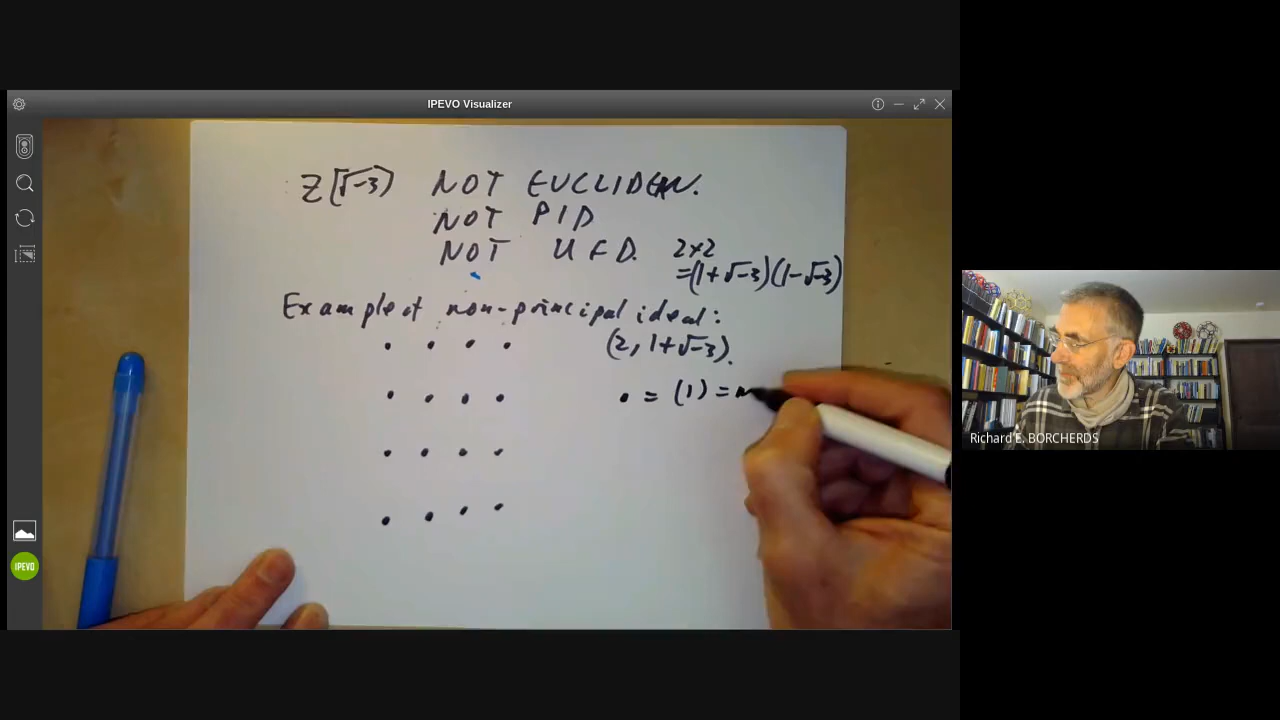 IPEVO Visualizer
Z[√-3] NOT EUCLIDEAN.
NOT PID
NOT UFD. 2×2
=(1+√-3)(1-√-3)
Example of non-principal ideal:
(2, 1+√-3).
• = (1) =
IPEVO
Richard E. BORCHERDS